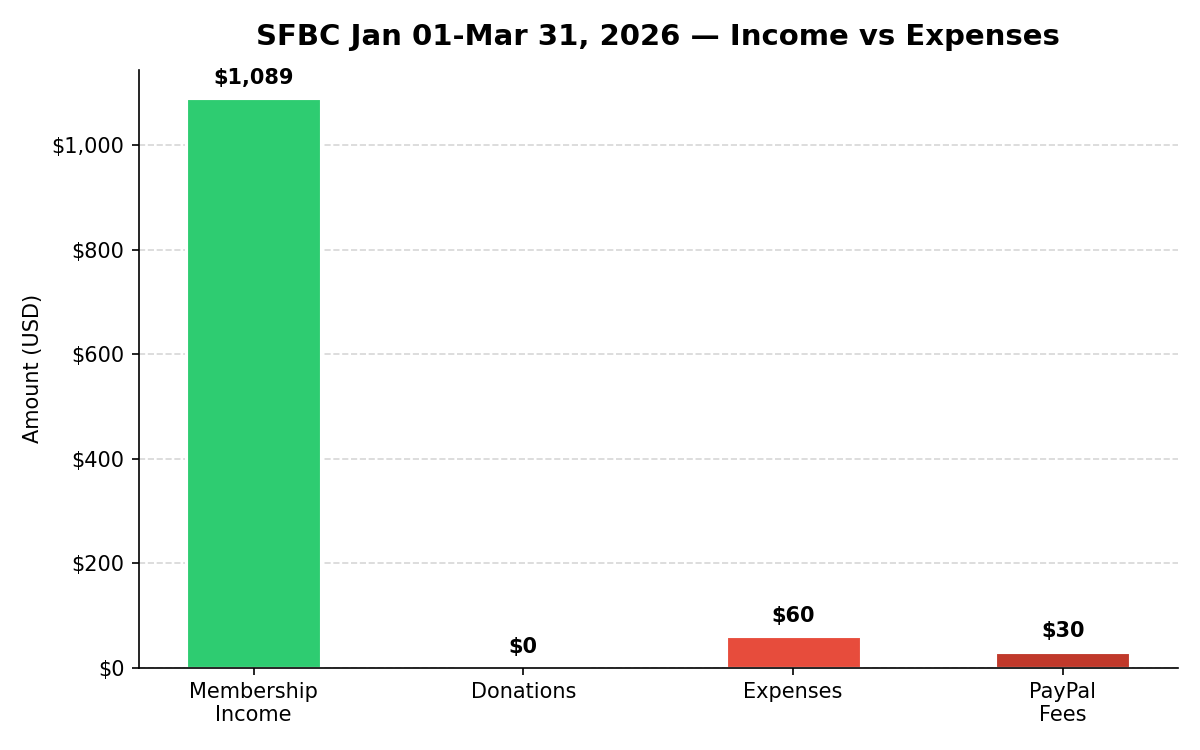 SFBC Jan 01-Mar 31, 2026 — Income vs Expenses
$1,089
$1,000
$800
$600
$400
$200
$0
Amount (USD)
$0
$60
$30
Membership
Income
Donations
Expenses
PayPal
Fees